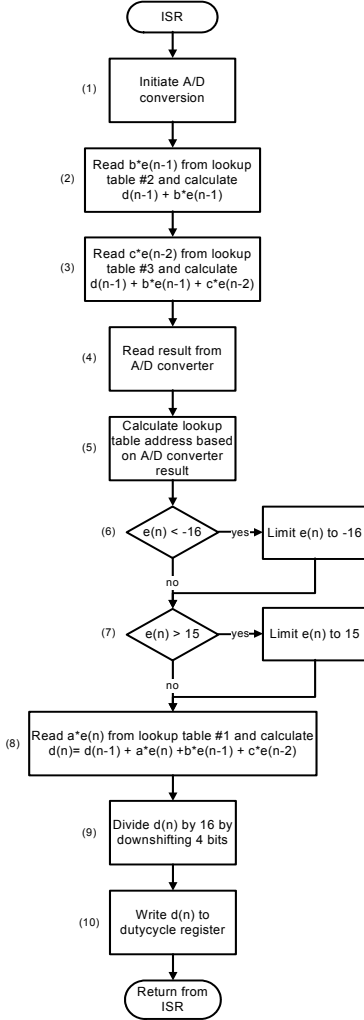 ISR
(1)
Initiate A/D
conversion
(2)
Read b*e(n-1) from lookup
table #2 and calculate
d(n-1) + b*e(n-1)
(3)
Read c*e(n-2) from lookup
table #3 and calculate
d(n-1) + b*e(n-1) + c*e(n-2)
(4)
Read result from
A/D converter
(5)
Calculate lookup
table address based
on A/D converter
result
(6)
e(n) < -16
yes
Limit e(n) to -16
no
(7)
e(n) > 15
yes
Limit e(n) to 15
no
(8)
Read a*e(n) from lookup table #1 and calculate
d(n)= d(n-1) + a*e(n) +b*e(n-1) + c*e(n-2)
(9)
Divide d(n) by 16 by
downshifting 4 bits
(10)
Write d(n) to
dutycycle register
Return from
ISR